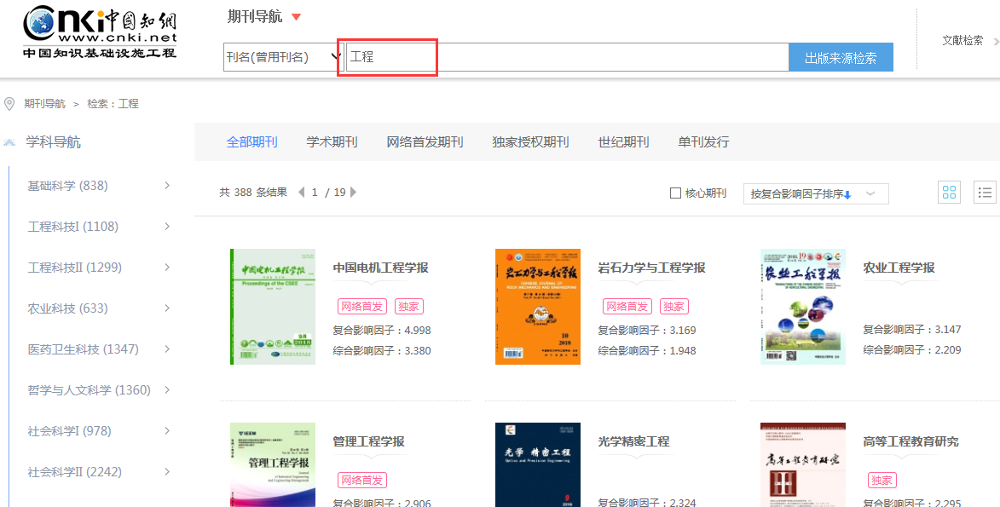 cnki中国知网
www.cnki.net
中国知识基础设施工程
期刊导航
刊名(曾用刊名)
工程
出版来源检索
文献检索
期刊导航 > 检索：工程
学科导航
基础科学 (838)
工程科技I (1108)
工程科技II (1299)
农业科技 (633)
医药卫生科技 (1347)
哲学与人文科学 (1360)
社会科学I (978)
社会科学II (2242)
全部期刊 学术期刊 网络首发期刊 独家授权期刊 世纪期刊 单刊发行
共 388 条结果 1 / 19
核心期刊
按复合影响因子排序
中国电机工程学报
Proceedings of the CSEE
9月
2018
中国电机工程学报
网络首发 独家
复合影响因子：4.998
综合影响因子：3.380
岩石力学与工程学报
10
2018
岩石力学与工程学报
网络首发 独家
复合影响因子：3.169
综合影响因子：1.948
农业工程学报
农业工程学报
复合影响因子：3.147
综合影响因子：2.209
管理工程学报
管理工程学报
网络首发
复合影响因子：2.906
光学 精密工程
Optics and Precision Engineering
9
2018
光学精密工程
复合影响因子：2.324
高等工程教育研究
高等工程教育研究
独家
复合影响因子：2.295